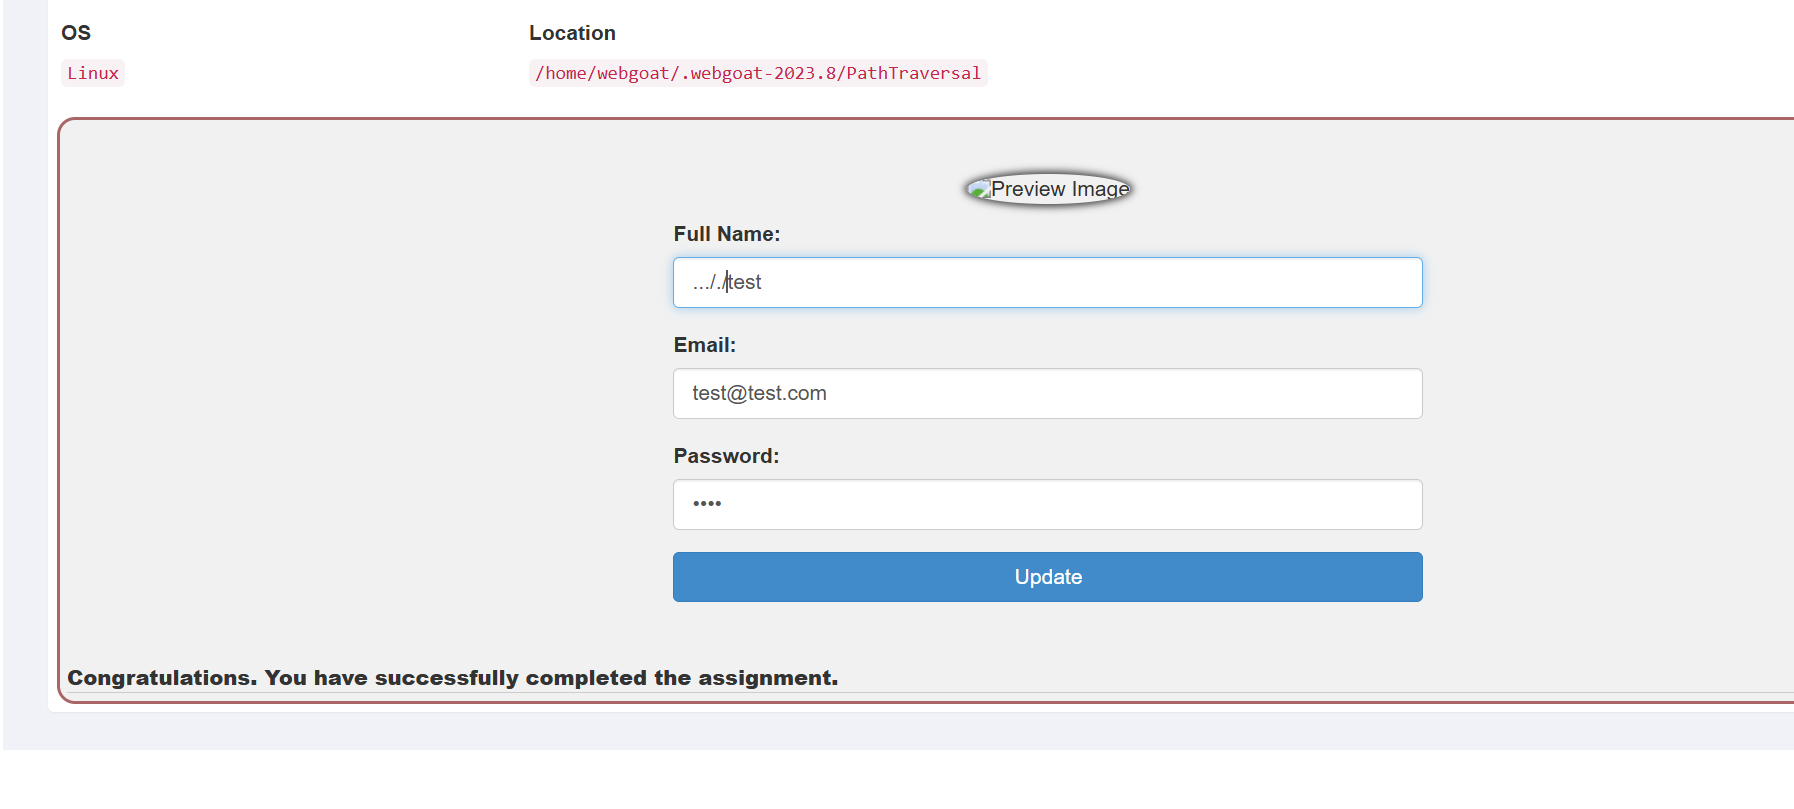 OS Location
Linux /home/webgoat/.webgoat-2023.8/PathTraversal
Preview Image
Full Name:
..././test
Email:
test@test.com
Password:
••••
Update
Congratulations. You have successfully completed the assignment.